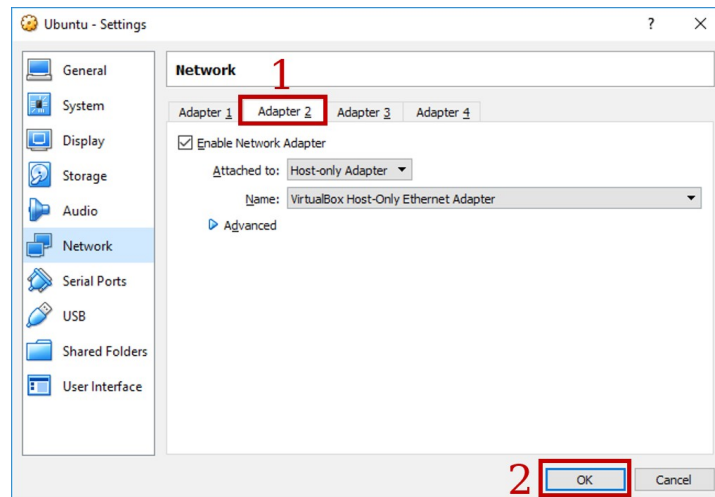 Ubuntu - Settings
?
General
System
Display
Storage
Audio
Network
Serial Ports
USB
Shared Folders
User Interface
Network
1
Adapter 1 Adapter 2 Adapter 3 Adapter 4
Enable Network Adapter
Attached to: Host-only Adapter
Name: VirtualBox Host-Only Ethernet Adapter
Advanced
2
OK Cancel